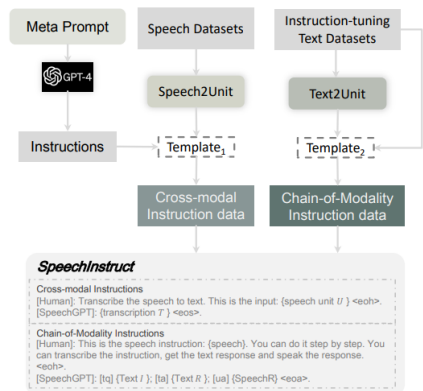 Meta Prompt
Speech Datasets
Instruction-tuning
Text Datasets
GPT-4
Speech2Unit
Text2Unit
Instructions
Template1
Template2
Cross-modal
Instruction data
Chain-of-Modality
Instruction data
SpeechInstruct
Cross-modal Instructions
[Human]: Transcribe the speech to text. This is the input: {speech unit U } <eoh>.
[SpeechGPT]: {transcription T } <eos>.
Chain-of-Modality Instructions
[Human]: This is the speech instruction: {speech}. You can do it step by step. You
can transcribe the instruction, get the text response and speak the response.
<eoh>.
[SpeechGPT]: [tq] {Text I }; [ta] {Text R }; [ua] {SpeechR} <eoa>.